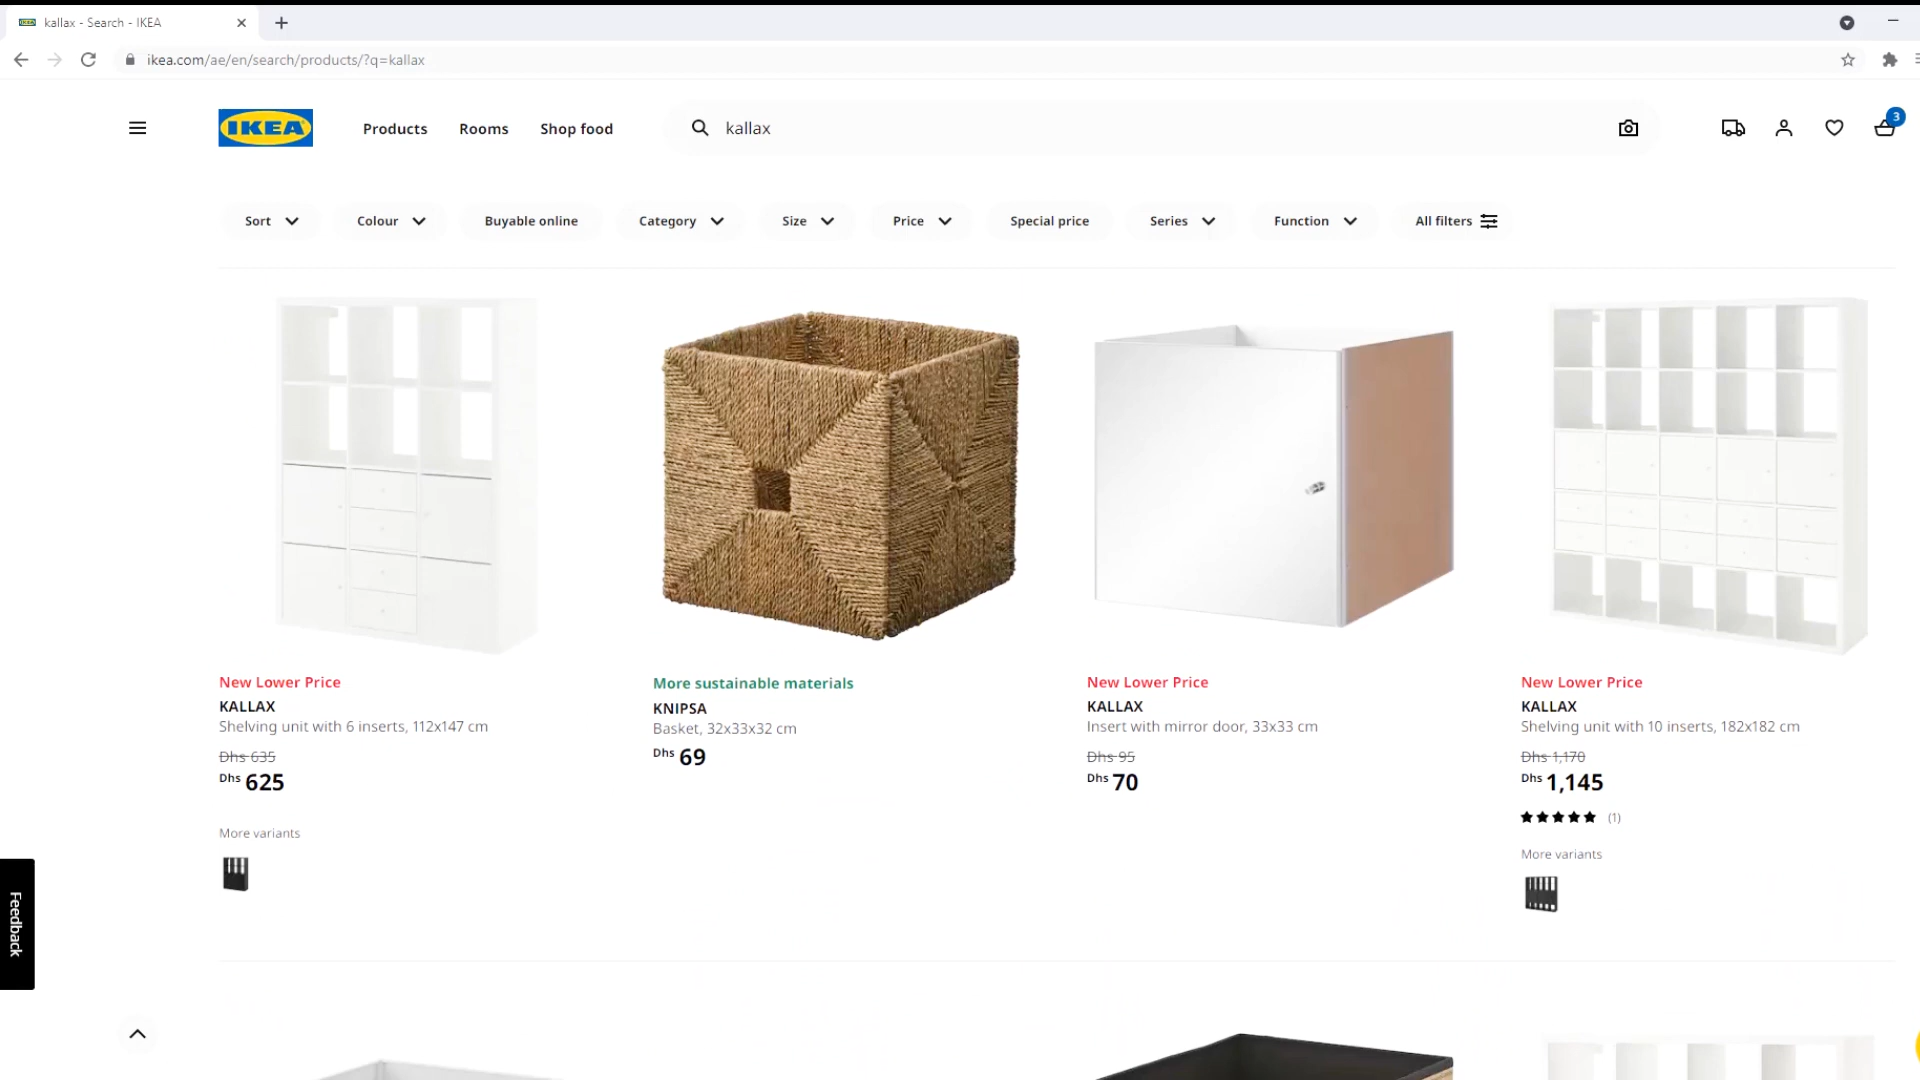 kallax - Search - IKEA
ikea.com/ae/en/search/products/?q=kallax
IKEA
Products
Rooms
Shop food
kallax
3
Sort
Colour
Buyable online
Category
Size
Price
Special price
Series
Function
All filters
New Lower Price
KALLAX
Shelving unit with 6 inserts, 112x147 cm
Dhs 635
Dhs 625
More variants
More sustainable materials
KNIPSA
Basket, 32x33x32 cm
Dhs 69
New Lower Price
KALLAX
Insert with mirror door, 33x33 cm
Dhs 95
Dhs 70
New Lower Price
KALLAX
Shelving unit with 10 inserts, 182x182 cm
Dhs 1,170
Dhs 1,145
(1)
More variants
Feedback